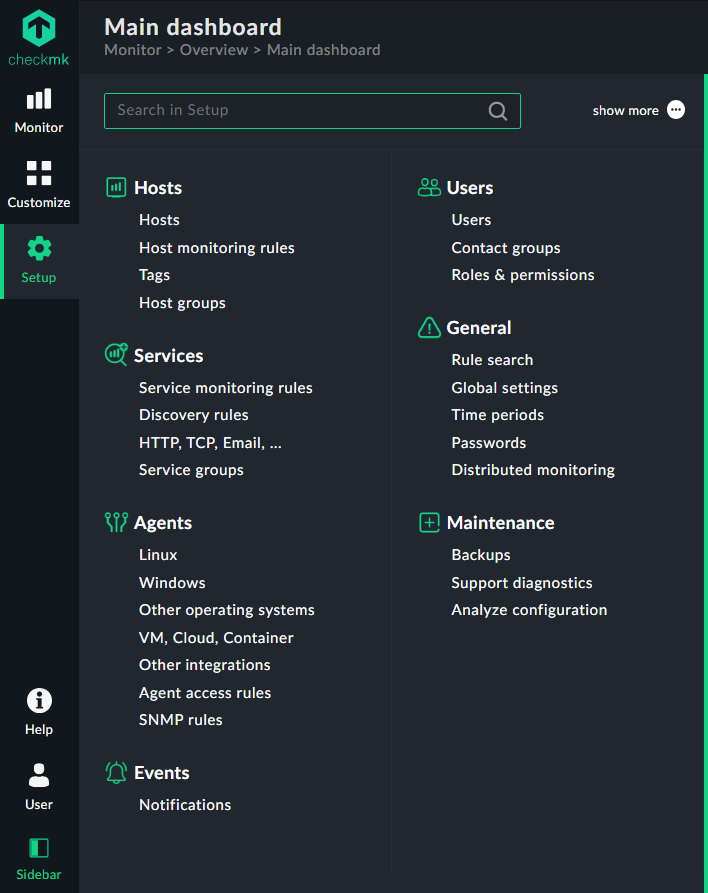 checkmk
Monitor
Customize
Setup
Help
User
Sidebar
Main dashboard
Monitor > Overview > Main dashboard
Search in Setup
show more
Hosts
Hosts
Host monitoring rules
Tags
Host groups
Services
Service monitoring rules
Discovery rules
HTTP, TCP, Email, ...
Service groups
Agents
Linux
Windows
Other operating systems
VM, Cloud, Container
Other integrations
Agent access rules
SNMP rules
Events
Notifications
Users
Users
Contact groups
Roles & permissions
General
Rule search
Global settings
Time periods
Passwords
Distributed monitoring
Maintenance
Backups
Support diagnostics
Analyze configuration